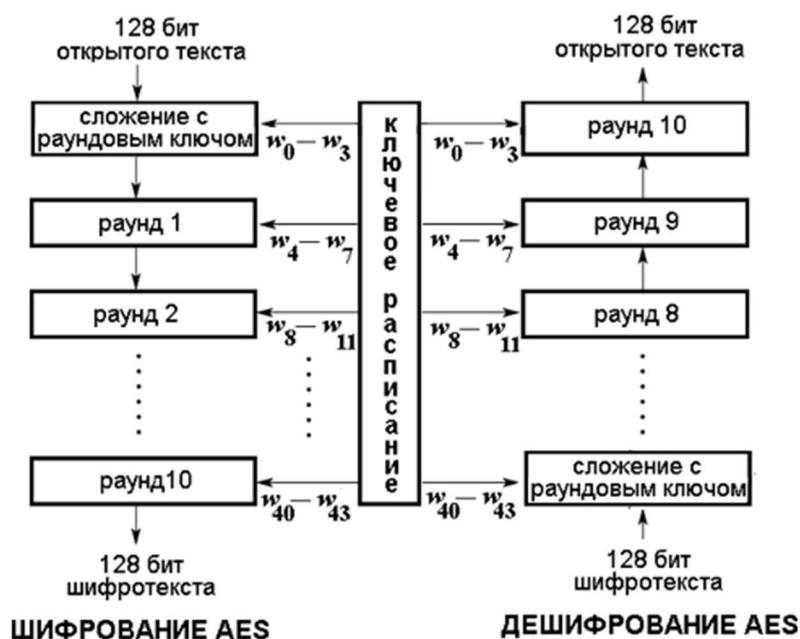 128 бит
открытого текста
сложение с
раундовым ключом
w0 – w3
раунд 1
w4 – w7
раунд 2
w8 – w11
раунд10
w40 – w43
128 бит
шифротекста
ШИФРОВАНИЕ AES
ключевое расписание
128 бит
открытого текста
раунд 10
w0 – w3
раунд 9
w4 – w7
раунд 8
w8 – w11
сложение с
раундовым ключом
w40 – w43
128 бит
шифротекста
ДЕШИФРОВАНИЕ AES